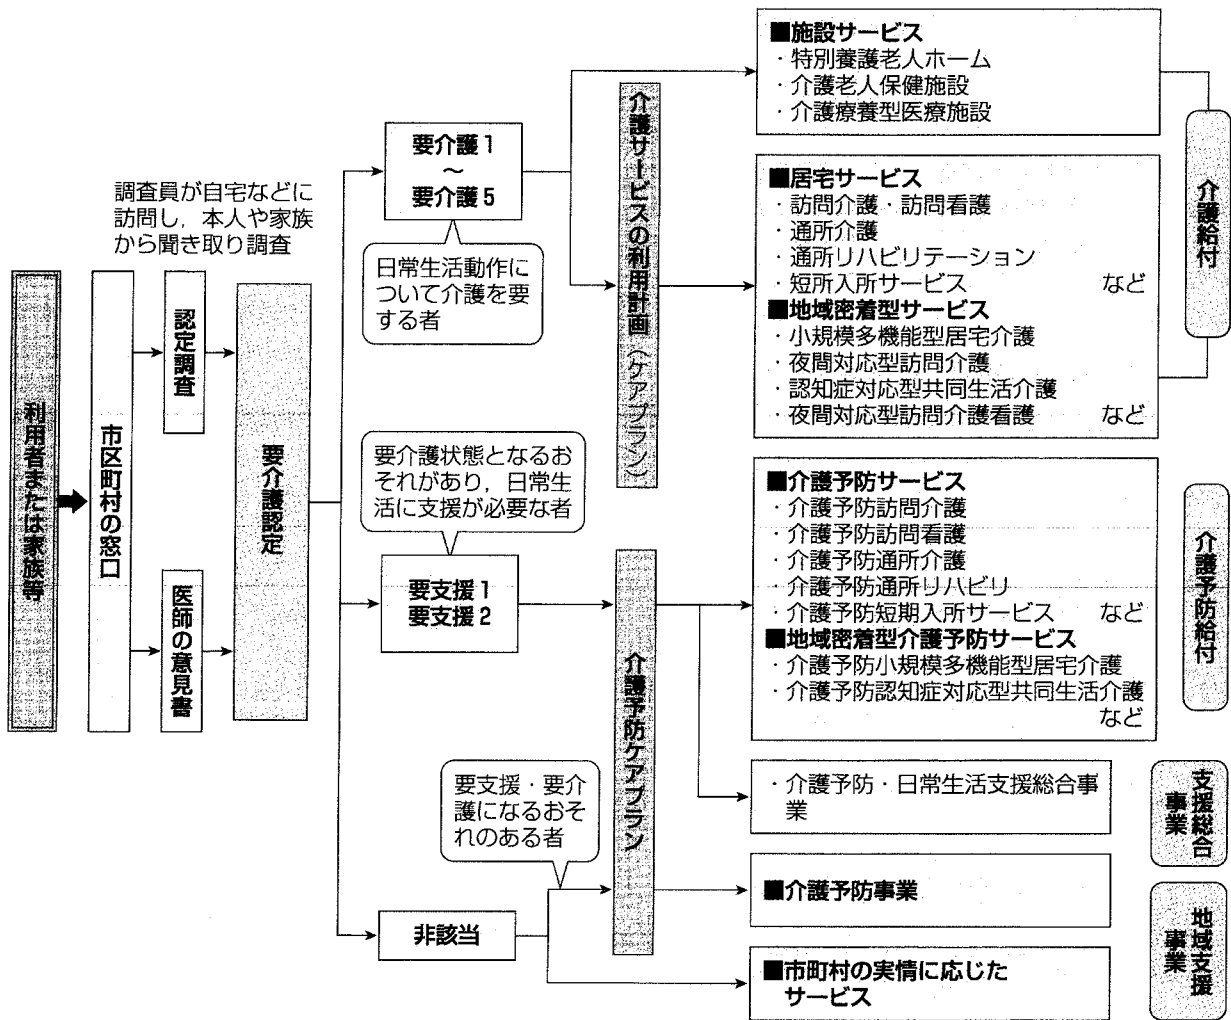 調査員が自宅などに
訪問し，本人や家族
から聞き取り調査
利用者または家族等
市区町村の窓口
認定調査
医師の意見書
要介護認定
要介護1
～
要介護5
日常生活動作に
ついて介護を要
する者
要介護状態となるお
それがあり，日常生
活に支援が必要な者
要支援1
要支援2
要支援・要介
護になるおそ
れのある者
非該当
介護サービスの利用計画（ケアプラン）
介護予防ケアプラン
■施設サービス
・特別養護老人ホーム
・介護老人保健施設
・介護療養型医療施設
■居宅サービス
・訪問介護・訪問看護
・通所介護
・通所リハビリテーション
・短所入所サービス　など
■地域密着型サービス
・小規模多機能型居宅介護
・夜間対応型訪問介護
・認知症対応型共同生活介護
・夜間対応型訪問介護看護　など
介護給付
■介護予防サービス
・介護予防訪問介護
・介護予防訪問看護
・介護予防通所介護
・介護予防通所リハビリ
・介護予防短期入所サービス　など
■地域密着型介護予防サービス
・介護予防小規模多機能型居宅介護
・介護予防認知症対応型共同生活介護
など
介護予防給付
・介護予防・日常生活支援総合事
業
支援総合
事業
■介護予防事業
■市町村の実情に応じた
サービス
地域支援
事業